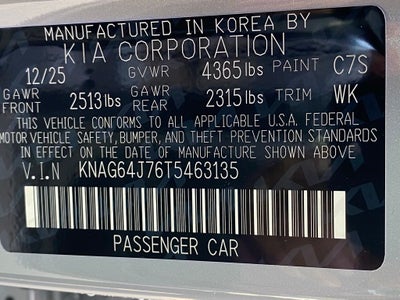 MANUFACTURED IN KOREA BY
KIA CORPORATION
12/25 GVWR 4365 lbs PAINT C7S
GAWR FRONT 2513 lbs GAWR REAR 2315 lbs TRIM WK
THIS VEHICLE CONFORMS TO ALL APPLICABLE U.S.A. FEDERAL
MOTOR VEHICLE SAFETY, BUMPER, AND THEFT PREVENTION STANDARDS
IN EFFECT ON THE DATE OF MANUFACTURE SHOWN ABOVE
V.I.N KNAG64J76T5463135
PASSENGER CAR